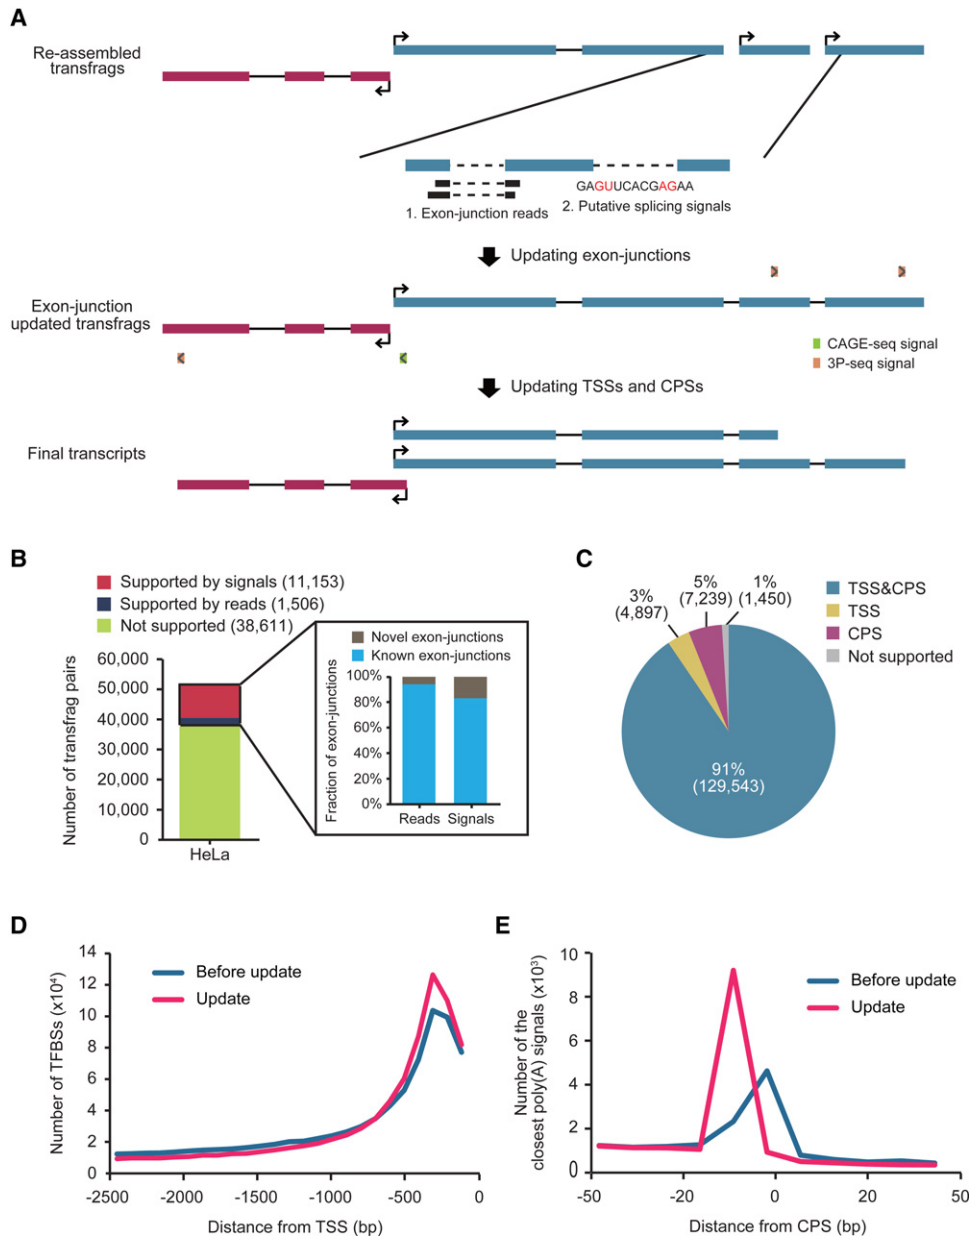 A
Re-assembled
transfrags
GAGUUCACGAGAA
1. Exon-junction reads
2. Putative splicing signals
Updating exon-junctions
Exon-junction
updated transfrags
CAGE-seq signal
3P-seq signal
Updating TSSs and CPSs
Final transcripts
B
Supported by signals (11,153)
Supported by reads (1,506)
Not supported (38,611)
Number of transfrag pairs
60,000
50,000
40,000
30,000
20,000
10,000
0
HeLa
Novel exon-junctions
Known exon-junctions
Fraction of exon-junctions
100%
80%
60%
40%
20%
0%
Reads
Signals
C
3%
(4,897)
5%
(7,239)
1%
(1,450)
91%
(129,543)
TSS&CPS
TSS
CPS
Not supported
D
Number of TFBSs (x10⁴)
14
12
10
8
6
4
2
0
Before update
Update
-2500
-2000
-1500
-1000
-500
0
Distance from TSS (bp)
E
Number of the
closest poly(A) signals (x10³)
10
8
6
4
2
0
Before update
Update
-50
-20
0
20
50
Distance from CPS (bp)